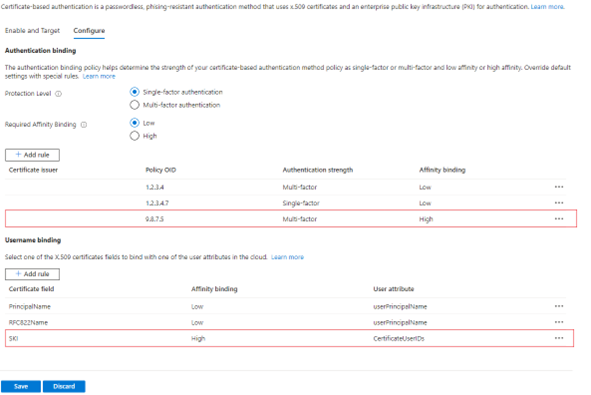 Certificate-based authentication is a passwordless, phising-resistant authentication method that uses x.509 certificates and an enterprise public key infrastructure (PKI) for authentication. Learn more.
Enable and Target Configure
Authentication binding
The authentication binding policy helps determine the strength of your certificate-based authentication method policy as single-factor or multi-factor and low affinity or high affinity. Override default
settings with special rules. Learn more
Protection Level Single-factor authentication
Multi-factor authentication
Required Affinity Binding Low
High
+ Add rule
Certificate issuer Policy OID Authentication strength Affinity binding
1.2.3.4 Multi-factor Low ...
1.2.3.4.7 Single-factor Low ...
9.8.7.5 Multi-factor High ...
Username binding
Select one of the X.509 certificates fields to bind with one of the user attributes in the cloud. Learn more
+ Add rule
Certificate field Affinity binding User attribute
PrincipalName Low userPrincipalName ...
RFC822Name Low userPrincipalName ...
SKI High CertificateUserIDs ...
Save Discard